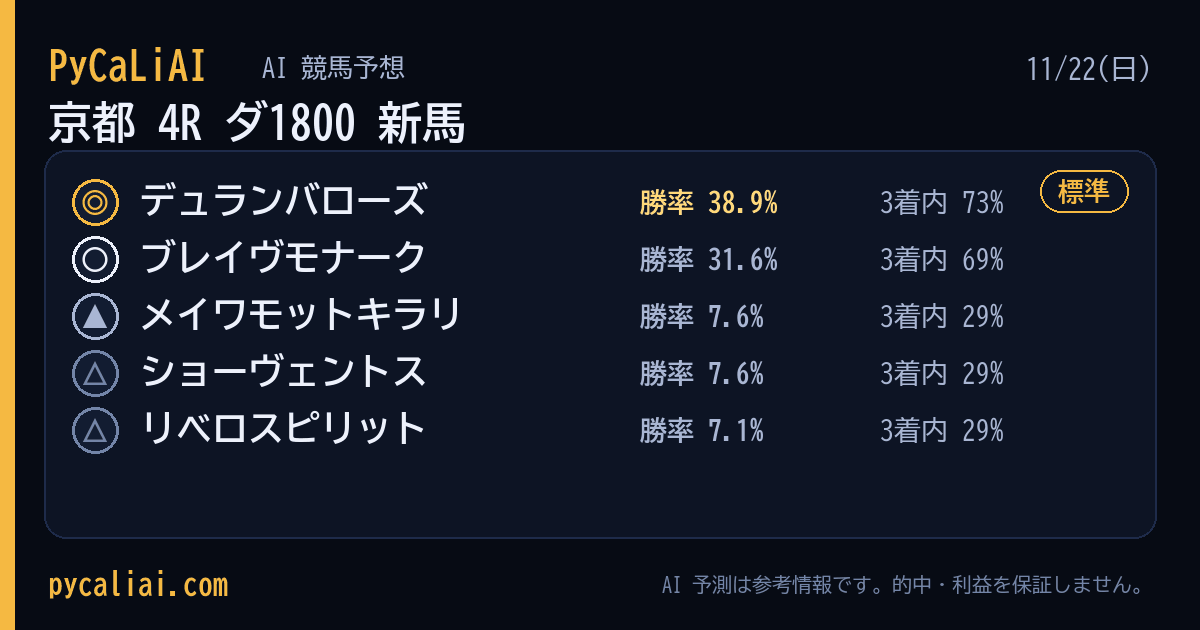 PyCaLiAI AI 競馬予想 11/22(日)
京都 4R ダ1800 新馬
◎ デュランバローズ 勝率 38.9% 3着内 73% 標準
○ ブレイヴモナーク 勝率 31.6% 3着内 69%
▲ メイワモットキラリ 勝率 7.6% 3着内 29%
△ ショーヴェントス 勝率 7.6% 3着内 29%
△ リベロスピリット 勝率 7.1% 3着内 29%
pycaliai.com AI 予測は参考情報です。的中・利益を保証しません。